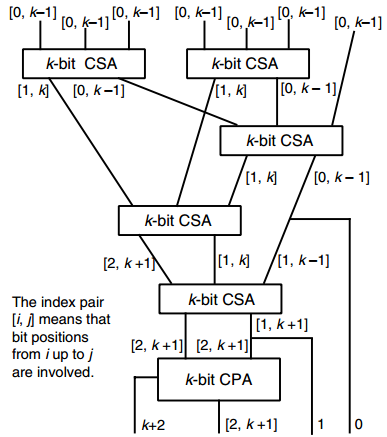 [0, k–1]
[0, k–1]
[0, k–1]
[0, k–1]
[0, k–1]
[0, k–1]
[0, k–1]
k-bit CSA
k-bit CSA
[1, k]
[0, k–1]
[1, k]
[0, k – 1]
k-bit CSA
[1, k]
[0, k – 1]
k-bit CSA
[2, k+1]
[1, k]
[1, k–1]
k-bit CSA
The index pair
[i, j] means that
bit positions
from i up to j
are involved.
[1, k+1]
[2, k+1]
[2, k+1]
k-bit CPA
k+2
[2, k+1]
1
0